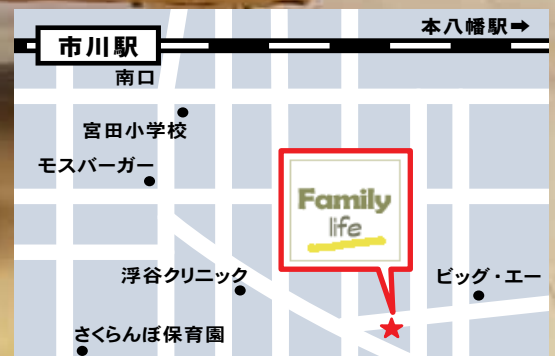 本八幡駅➡
市川駅
南口
宮田小学校
モスバーガー
Family
life
浮谷クリニック
ビッグ・エー
さくらんぼ保育園